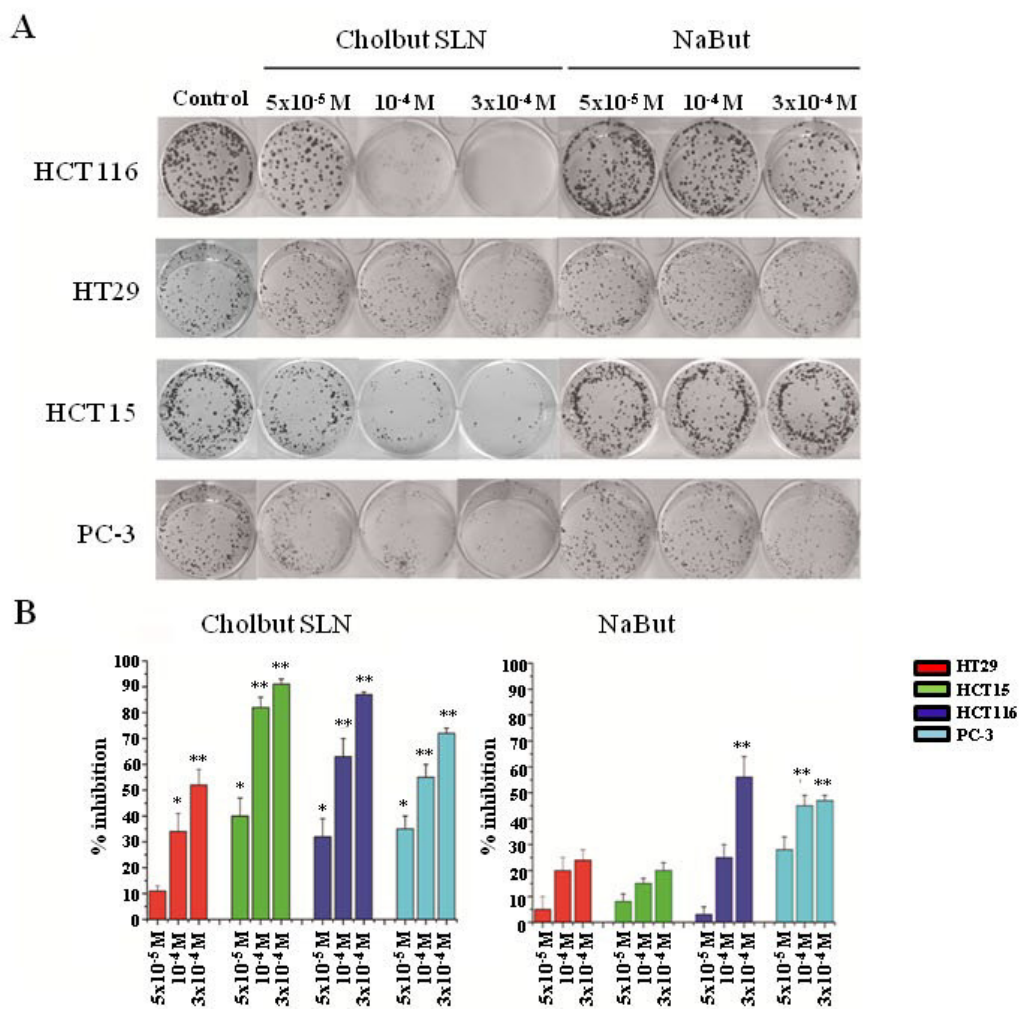 A
Cholbut SLN NaBut
Control 5x10⁻⁵ M 10⁻⁴ M 3x10⁻⁴ M 5x10⁻⁵ M 10⁻⁴ M 3x10⁻⁴ M
HCT 116
HT29
HCT 15
PC-3
B
Cholbut SLN
% inhibition
100
90
80
70
60
50
40
30
20
10
0
*
**
*
**
**
*
**
**
*
**
**
5x10⁻⁵ M 10⁻⁴ M 3x10⁻⁴ M 5x10⁻⁵ M 10⁻⁴ M 3x10⁻⁴ M 5x10⁻⁵ M 10⁻⁴ M 3x10⁻⁴ M 5x10⁻⁵ M 10⁻⁴ M 3x10⁻⁴ M
NaBut
% inhibition
100
90
80
70
60
50
40
30
20
10
0
**
**
**
5x10⁻⁵ M 10⁻⁴ M 3x10⁻⁴ M 5x10⁻⁵ M 10⁻⁴ M 3x10⁻⁴ M 5x10⁻⁵ M 10⁻⁴ M 3x10⁻⁴ M 5x10⁻⁵ M 10⁻⁴ M 3x10⁻⁴ M
HT29
HCT15
HCT116
PC-3